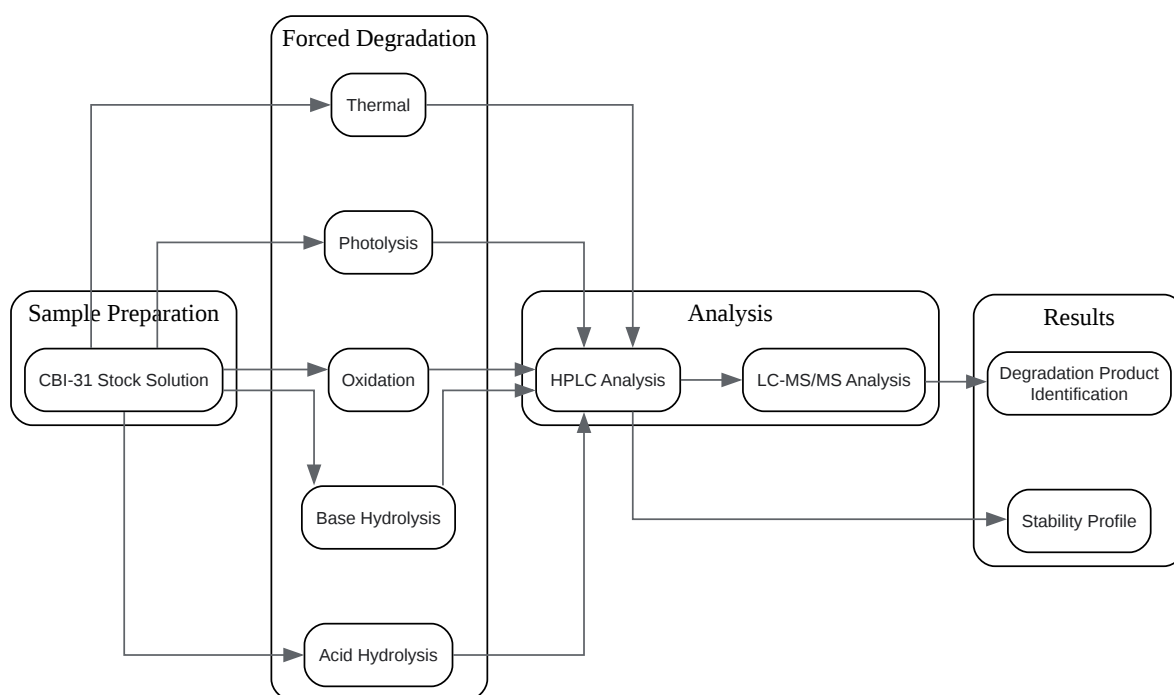 Forced Degradation
Thermal
Photolysis
Sample Preparation
CBI-31 Stock Solution
Oxidation
Base Hydrolysis
Acid Hydrolysis
Analysis
HPLC Analysis
LC-MS/MS Analysis
Results
Degradation Product
Identification
Stability Profile